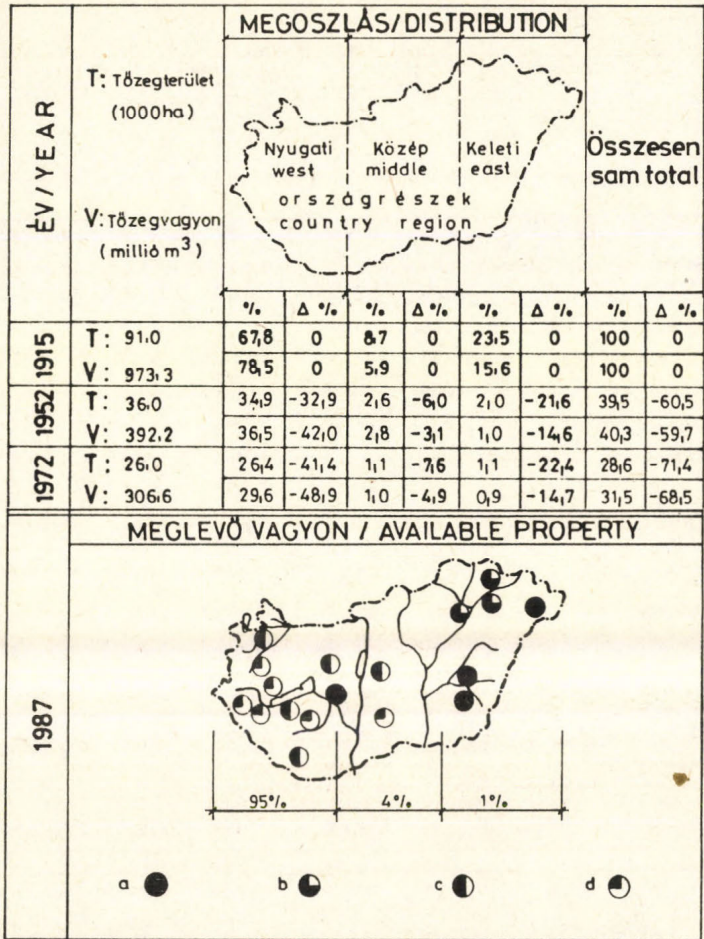 MEGOSZLÁS/DISTRIBUTION
ÉV/YEAR
T: Tőzegterület
(1000ha)
V: Tőzegvagyon
(millió m³)
Nyugati Közép Keleti
west middle east
országrészek
country region
Összesen
sam total
% Δ % % Δ % % Δ % % Δ %
1915
T: 91.0 67,8 0 8.7 0 23.5 0 100 0
V: 973.3 78,5 0 5.9 0 15.6 0 100 0
1952
T: 36.0 34,9 -32,9 2,6 -6,0 2,0 -21,6 39,5 -60,5
V: 392.2 36,5 -42,0 2,8 -3,1 1,0 -14,6 40,3 -59,7
1972
T: 26.0 26,4 -41,4 1,1 -7,6 1,1 -22,4 28,6 -71,4
V: 306.6 29,6 -48,9 1,0 -4,9 0,9 -14,7 31,5 -68,5
MEGLEVŐ VAGYON / AVAILABLE PROPERTY
1987
95% 4% 1%
a b c d